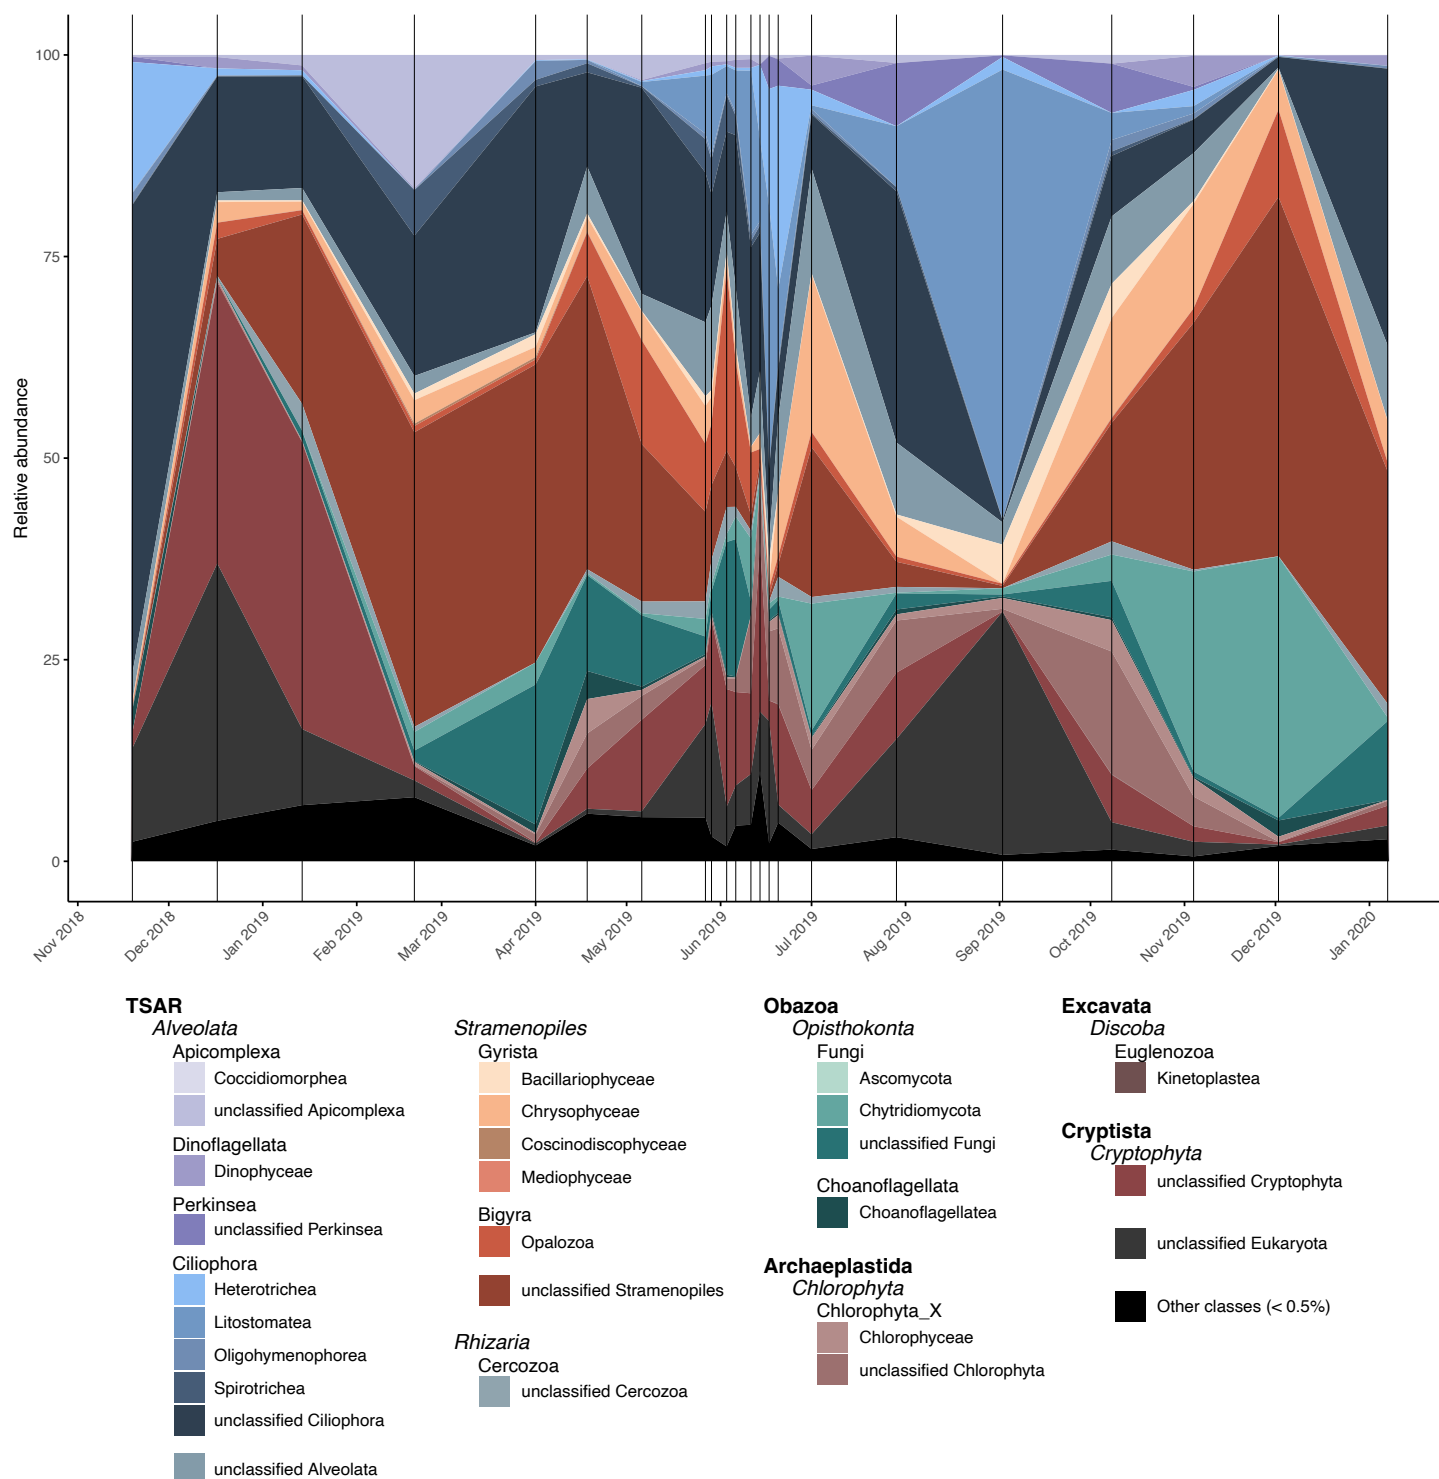 100
75
50
25
0
Relative abundance
Nov 2018
Dec 2018
Jan 2019
Feb 2019
Mar 2019
Apr 2019
May 2019
Jun 2019
Jul 2019
Aug 2019
Sep 2019
Oct 2019
Nov 2019
Dec 2019
Jan 2020
TSAR
Alveolata
Apicomplexa
Coccidiomorphea
unclassified Apicomplexa
Dinoflagellata
Dinophyceae
Perkinsea
unclassified Perkinsea
Ciliophora
Heterotrichea
Litostomatea
Oligohymenophorea
Spirotrichea
unclassified Ciliophora
unclassified Alveolata
Stramenopiles
Gyrista
Bacillariophyceae
Chrysophyceae
Coscinodiscophyceae
Mediophyceae
Bigyra
Opalozoa
unclassified Stramenopiles
Rhizaria
Cercozoa
unclassified Cercozoa
Obazoa
Opisthokonta
Fungi
Ascomycota
Chytridiomycota
unclassified Fungi
Choanoflagellata
Choanoflagellatea
Archaeplastida
Chlorophyta
Chlorophyta_X
Chlorophyceae
unclassified Chlorophyta
Excavata
Discoba
Euglenozoa
Kinetoplastea
Cryptista
Cryptophyta
unclassified Cryptophyta
unclassified Eukaryota
Other classes (< 0.5%)